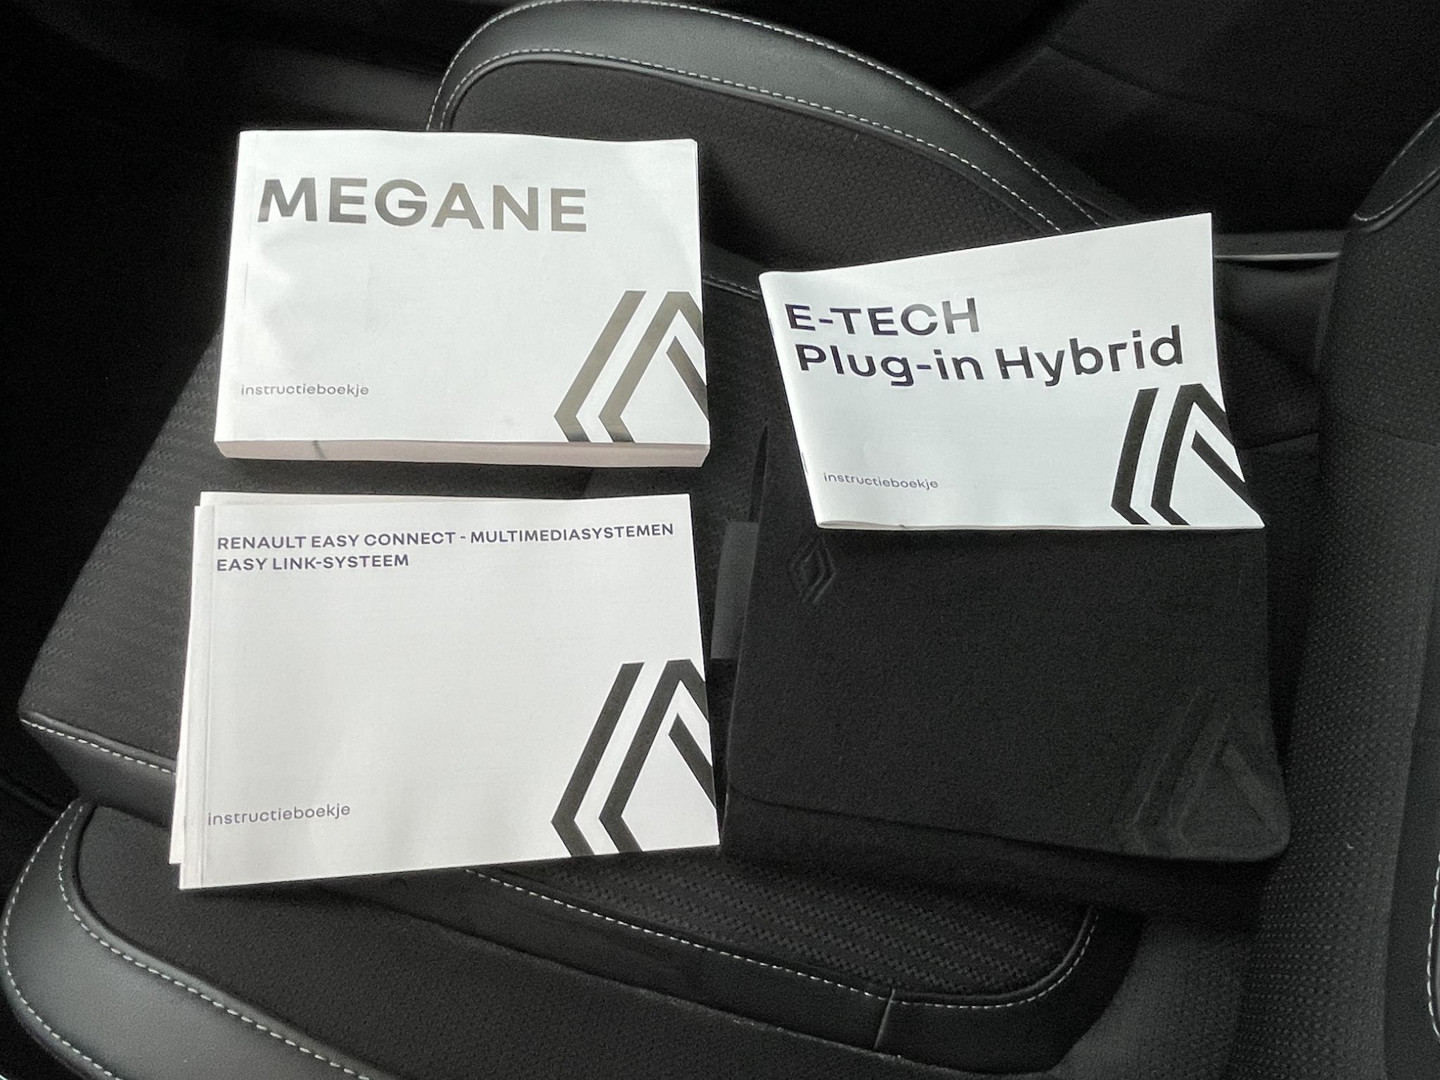 MEGANE
instructieboekje
E-TECH
Plug-in Hybrid
instructieboekje
RENAULT EASY CONNECT - MULTIMEDIASYSTEMEN
EASY LINK-SYSTEEM
instructieboekje